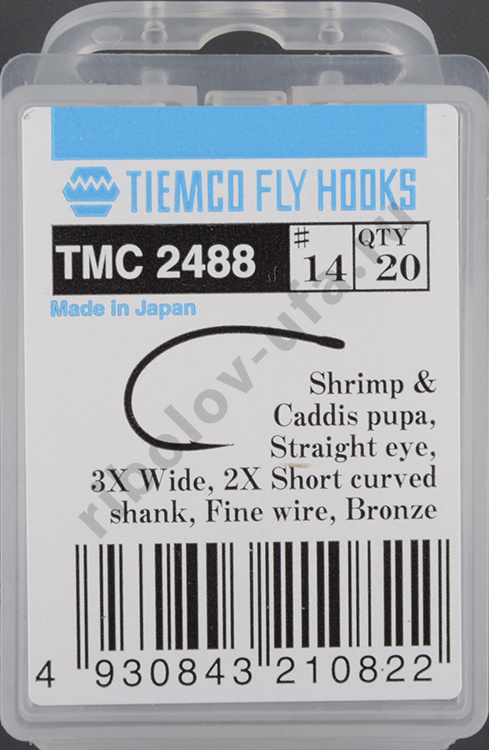 TIEMCO FLY HOOKS
TMC 2488 # 14 QTY 20
Made in Japan
Shrimp &
Caddis pupa,
Straight eye,
3X Wide, 2X Short curved
shank, Fine wire, Bronze
4 930843 210822
ribolov-ufa.ru